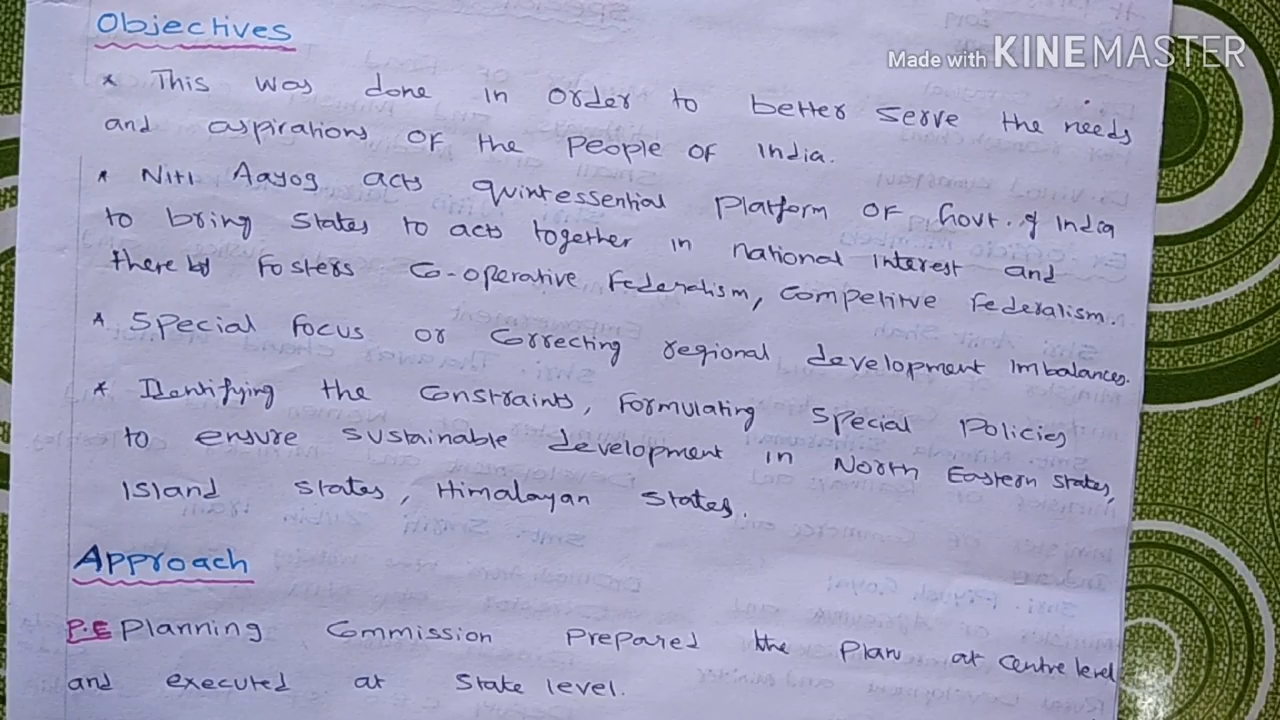 Objectives
Made with KINEMASTER
* This was done in order to better serve the needs
and aspirations of the people of India.
* Niti Aayog acts quintessential Platform of Govt. of India
to bring states to acts together in national interest and
thereby fosters Co-operative Federalism, Competitve Federalism.
* Special focus or Correcting regional development Imbalances.
* Identifying the constraints, Formulating special Policies
to ensure sustainable development in North Eastern states,
Island states, Himalayan states.
Approach
P.E Planning Commission prepared the plan at centre level
and executed at state level.